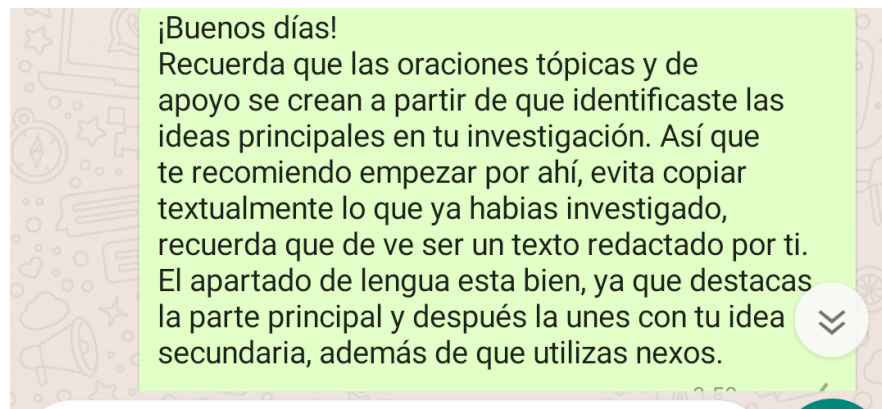 ¡Buenos días!
Recuerda que las oraciones tópicas y de
apoyo se crean a partir de que identificaste las
ideas principales en tu investigación. Así que
te recomiendo empezar por ahí, evita copiar
textualmente lo que ya habias investigado,
recuerda que de ve ser un texto redactado por ti.
El apartado de lengua esta bien, ya que destacas
la parte principal y después la unes con tu idea
secundaria, además de que utilizas nexos.